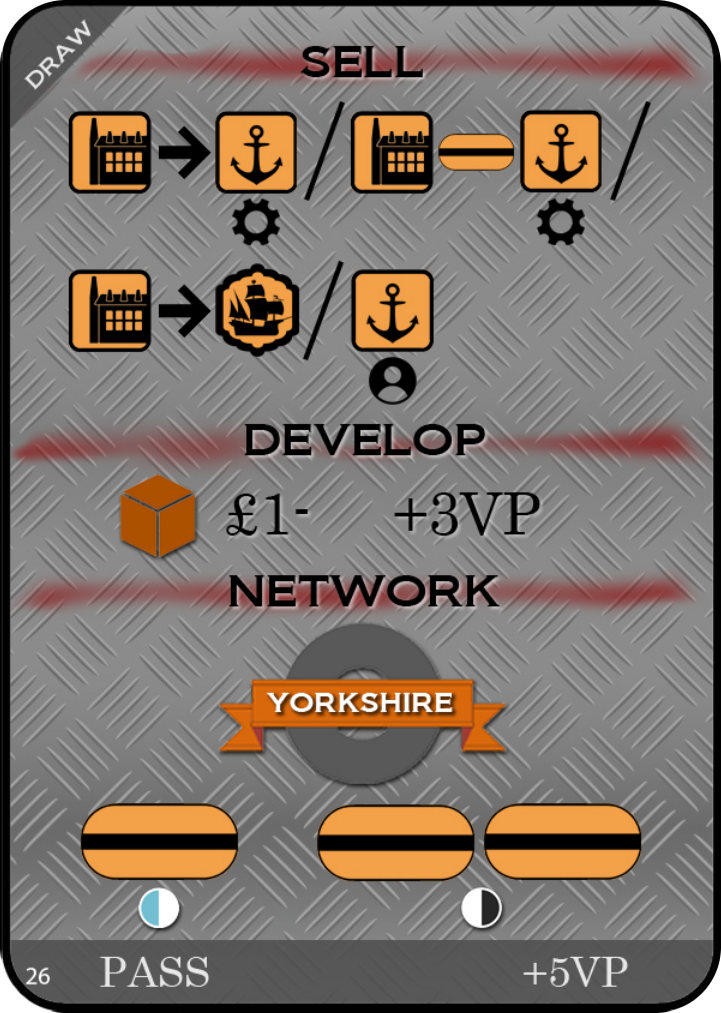 DRAW
SELL
DEVELOP
£1- +3VP
NETWORK
YORKSHIRE
26 PASS +5VP